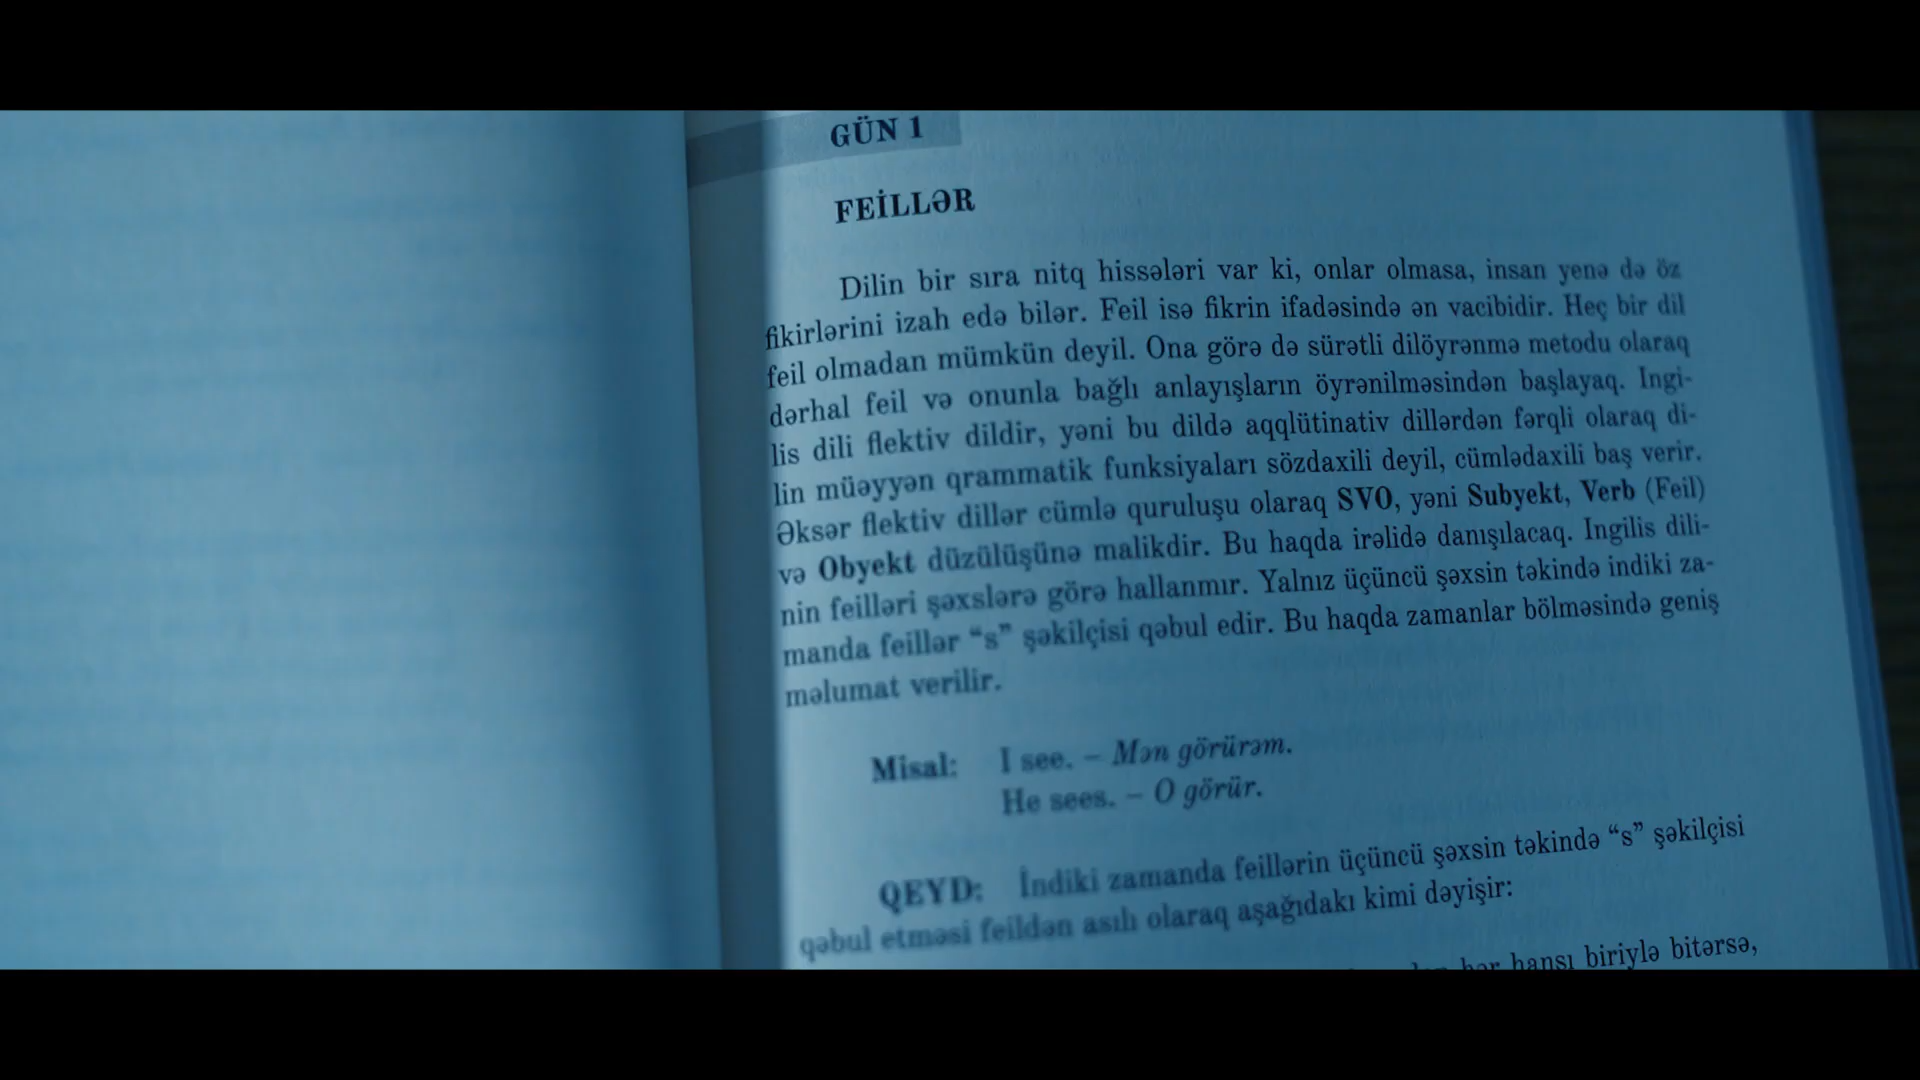 GÜN 1
FEİLLƏR
Dilin bir sıra nitq hissələri var ki, onlar olmasa, insan yenə də öz
fikirlərini izah edə bilər. Feil isə fikrin ifadəsində ən vacibidir. Heç bir dil
feil olmadan mümkün deyil. Ona görə də sürətli dilöyrənmə metodu olaraq
dərhal feil və onunla bağlı anlayışların öyrənilməsindən başlayaq. Ingi-
lis dili flektiv dildir, yəni bu dildə aqqlütinativ dillərdən fərqli olaraq di-
lin müəyyən qrammatik funksiyaları sözdaxili deyil, cümlədaxili baş verir.
Əksər flektiv dillər cümlə quruluşu olaraq SVO, yəni Subyekt, Verb (Feil)
və Obyekt düzülüşünə malikdir. Bu haqda irəlidə danışılacaq. Ingilis dili-
nin feilləri şəxslərə görə hallanmır. Yalnız üçüncü şəxsin təkində indiki za-
manda feillər “s” şəkilçisi qəbul edir. Bu haqda zamanlar bölməsində geniş
məlumat verilir.
Misal: I see. – Mən görürəm.
He sees. – O görür.
QEYD: İndiki zamanda feillərin üçüncü şəxsin təkində “s” şəkilçisi
qəbul etməsi feildən asılı olaraq aşağıdakı kimi dəyişir:
hər hansı biriylə bitərsə,